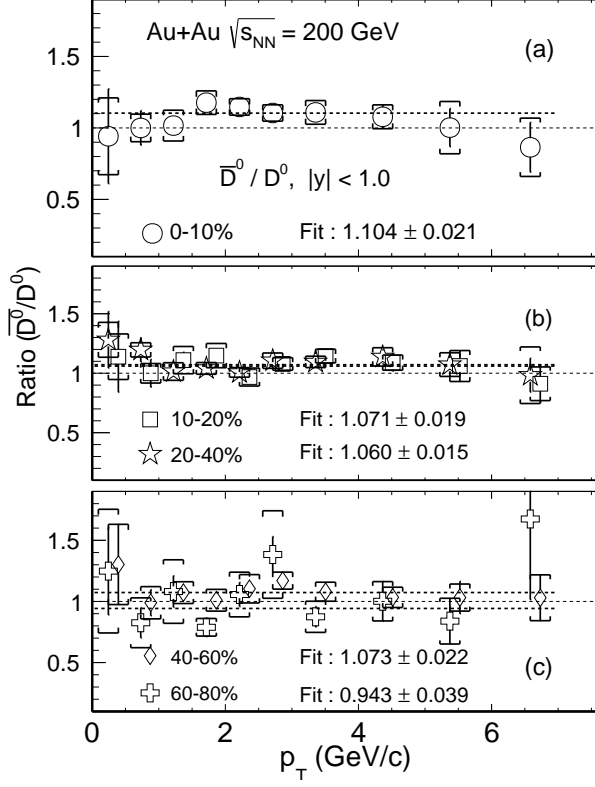 Au+Au √s_NN = 200 GeV
(a)
1.5
1
0.5
D̅⁰ / D⁰, |y| < 1.0
0-10% Fit : 1.104 ± 0.021
Ratio (D̅⁰/D⁰)
(b)
1.5
1
0.5
10-20% Fit : 1.071 ± 0.019
20-40% Fit : 1.060 ± 0.015
1.5
1
0.5
40-60% Fit : 1.073 ± 0.022
(c)
60-80% Fit : 0.943 ± 0.039
0 2 4 6
p_T (GeV/c)